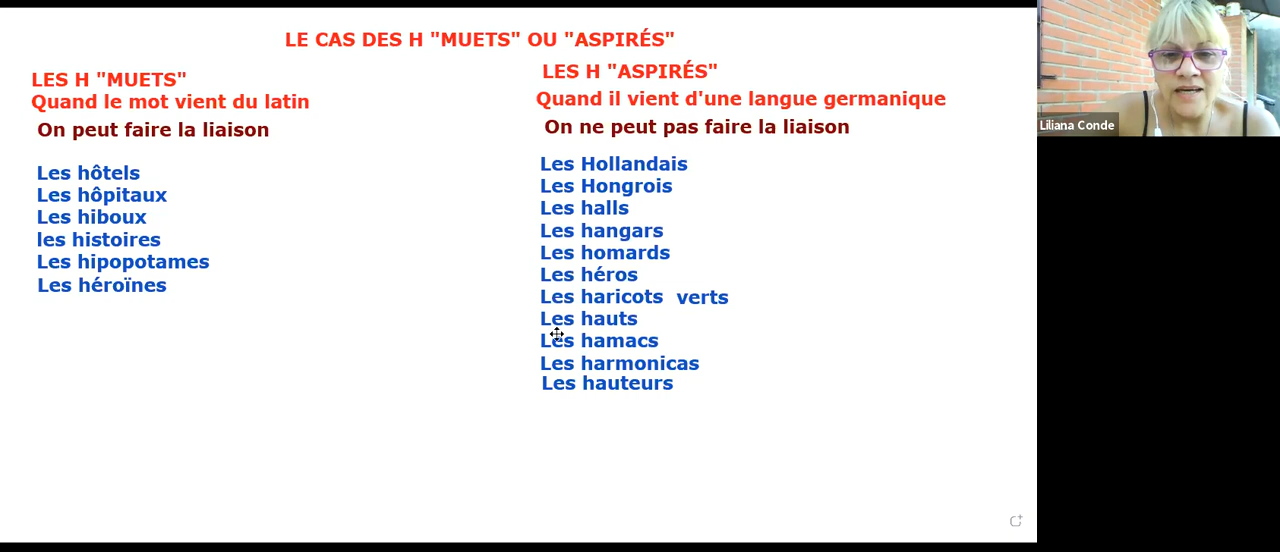 LE CAS DES H "MUETS" OU "ASPIRÉS"
LES H "MUETS"
Quand le mot vient du latin
On peut faire la liaison
Les hôtels
Les hôpitaux
Les hiboux
les histoires
Les hipopotames
Les héroïnes
LES H "ASPIRÉS"
Quand il vient d'une langue germanique
On ne peut pas faire la liaison
Les Hollandais
Les Hongrois
Les halls
Les hangars
Les homards
Les héros
Les haricots verts
Les hauts
Les hamacs
Les harmonicas
Les hauteurs
Liliana Conde